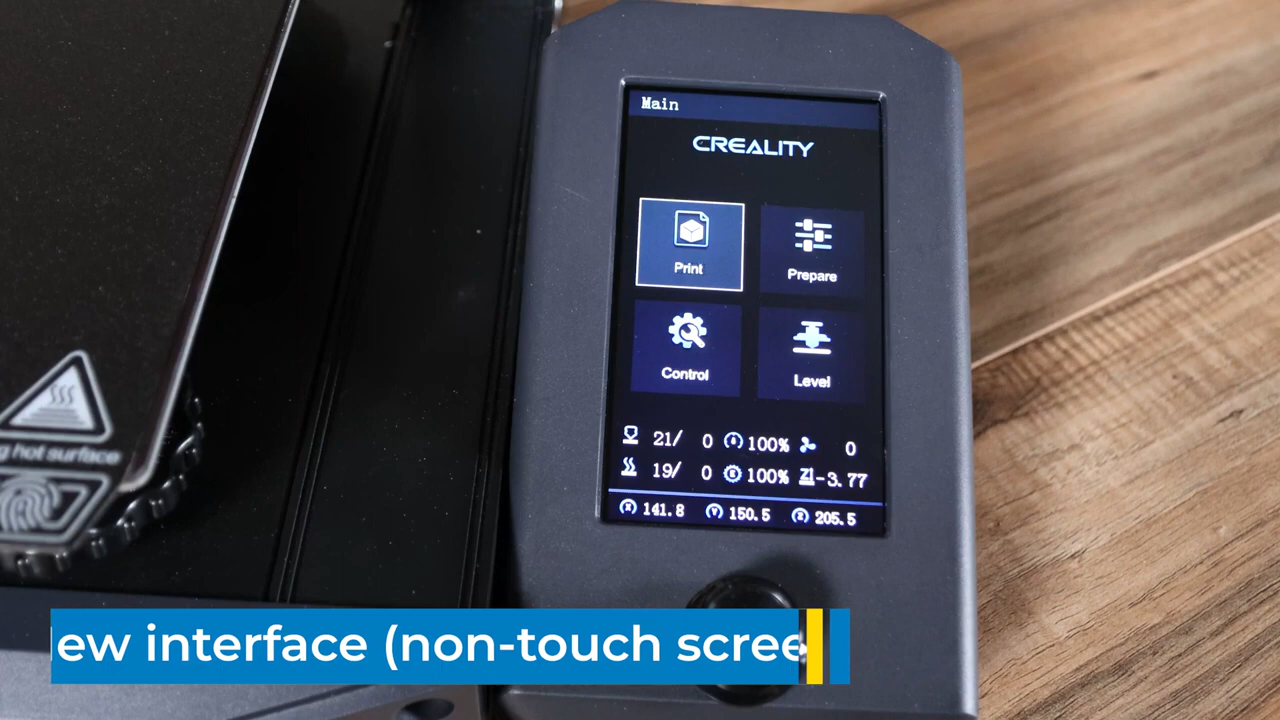 Main
CREALITY
Print
Prepare
Control
Level
21/ 0 100% 0
19/ 0 E 100% Z -3.77
X 141.8 Y 150.5 Z 205.5
g hot surface
ew interface (non-touch scree